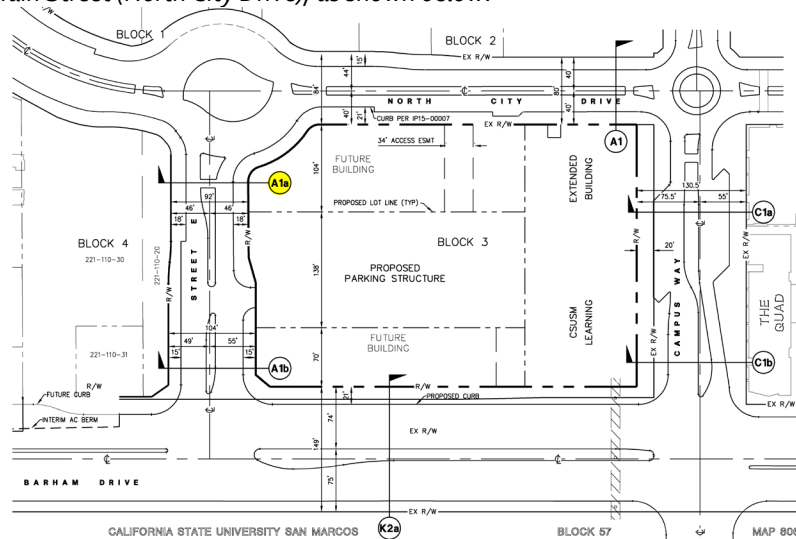 ain Street (North City Drive), as shown below:
R/W
BLOCK 1
BLOCK 2
EX R/W
15'
44'
84'
40'
21'
40'
80'
40'
NORTH CITY DRIVE
CURB PER IP15-00007
EX R/W
34' ACCESS ESMT
A1
A1a
92'
46' 46'
18' 18'
104'
FUTURE
BUILDING
EXTENDED
BUILDING
130.5'
75.5' 55'
C1a
PROPOSED LOT LINE (TYP)
BLOCK 4
221-110-30
221-110-20
R/W
STREET
R/W
BLOCK 3
138'
PROPOSED
PARKING STRUCTURE
R/W
20'
CAMPUS WAY
THE
QUAD
104'
49' 55'
15' 15'
FUTURE
BUILDING
70'
CSUSM
LEARNING
EX R/W
221-110-31
A1b
C1b
R/W
FUTURE CURB
R/W
21'
PROPOSED CURB
EX R/W
INTERIM AC BERM
74'
149'
EX R/W
75'
BARHAM DRIVE
EX R/W
CALIFORNIA STATE UNIVERSITY SAN MARCOS
K2a
BLOCK 57
MAP 806